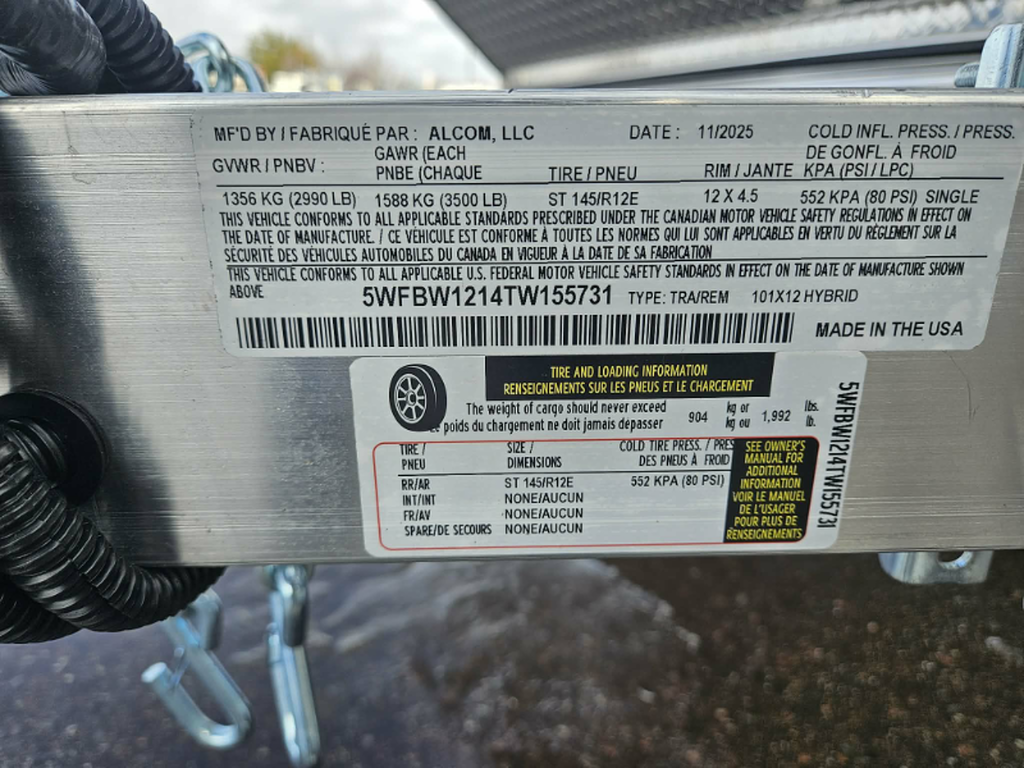 MF'D BY / FABRIQUÉ PAR : ALCOM, LLC DATE : 11/2025 COLD INFL. PRESS. / PRESS.
GAWR (EACH DE GONFL. À FROID
GVWR / PNBV : PNBE (CHAQUE TIRE / PNEU RIM / JANTE KPA (PSI / LPC)
1356 KG (2990 LB) 1588 KG (3500 LB) ST 145/R12E 12 X 4.5 552 KPA (80 PSI) SINGLE
THIS VEHICLE CONFORMS TO ALL APPLICABLE STANDARDS PRESCRIBED UNDER THE CANADIAN MOTOR VEHICLE SAFETY REGULATIONS IN EFFECT ON
THE DATE OF MANUFACTURE. / CE VÉHICULE EST CONFORME À TOUTES LES NORMES QUI LUI SONT APPLICABLES EN VERTU DU RÈGLEMENT SUR LA
SÉCURITÉ DES VÉHICULES AUTOMOBILES DU CANADA EN VIGUEUR À LA DATE DE SA FABRICATION
THIS VEHICLE CONFORMS TO ALL APPLICABLE U.S. FEDERAL MOTOR VEHICLE SAFETY STANDARDS IN EFFECT ON THE DATE OF MANUFACTURE SHOWN
ABOVE 5WFBW1214TW155731 TYPE: TRA/REM 101X12 HYBRID
MADE IN THE USA
TIRE AND LOADING INFORMATION
RENSEIGNEMENTS SUR LES PNEUS ET LE CHARGEMENT
The weight of cargo should never exceed 904 kg or 1,992 lbs.
e poids du chargement ne doit jamais dépasser kg ou lb.
TIRE / SIZE / COLD TIRE PRESS. / PRES
PNEU DIMENSIONS DES PNEUS À FROID
RR/AR ST 145/R12E 552 KPA (80 PSI)
INT/INT NONE/AUCUN
FR/AV NONE/AUCUN
SPARE/DE SECOURS NONE/AUCUN
SEE OWNER'S
MANUAL FOR
ADDITIONAL
INFORMATION
VOIR LE MANUEL
DE L'USAGER
POUR PLUS DE
RENSEIGNEMENTS
5WFBW1214TW155731